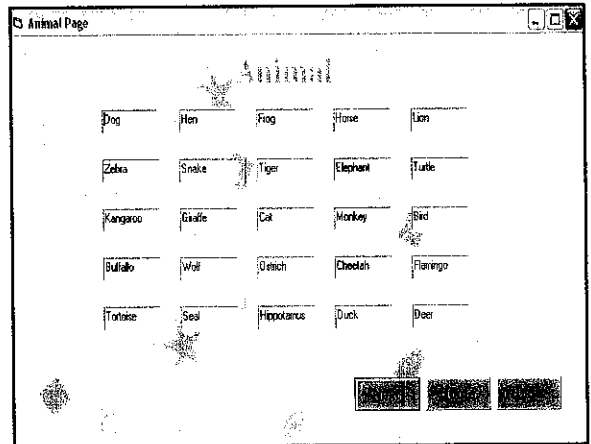 Animal Page
Animal
Dog Hen Frog Horse Lion
Zebra Snake Tiger Elephant Turtle
Kangaroo Giraffe Cat Monkey Bird
Buffallo Wolf Ostrich Cheetah Flamingo
Tortoise Seal Hippotamus Duck Deer